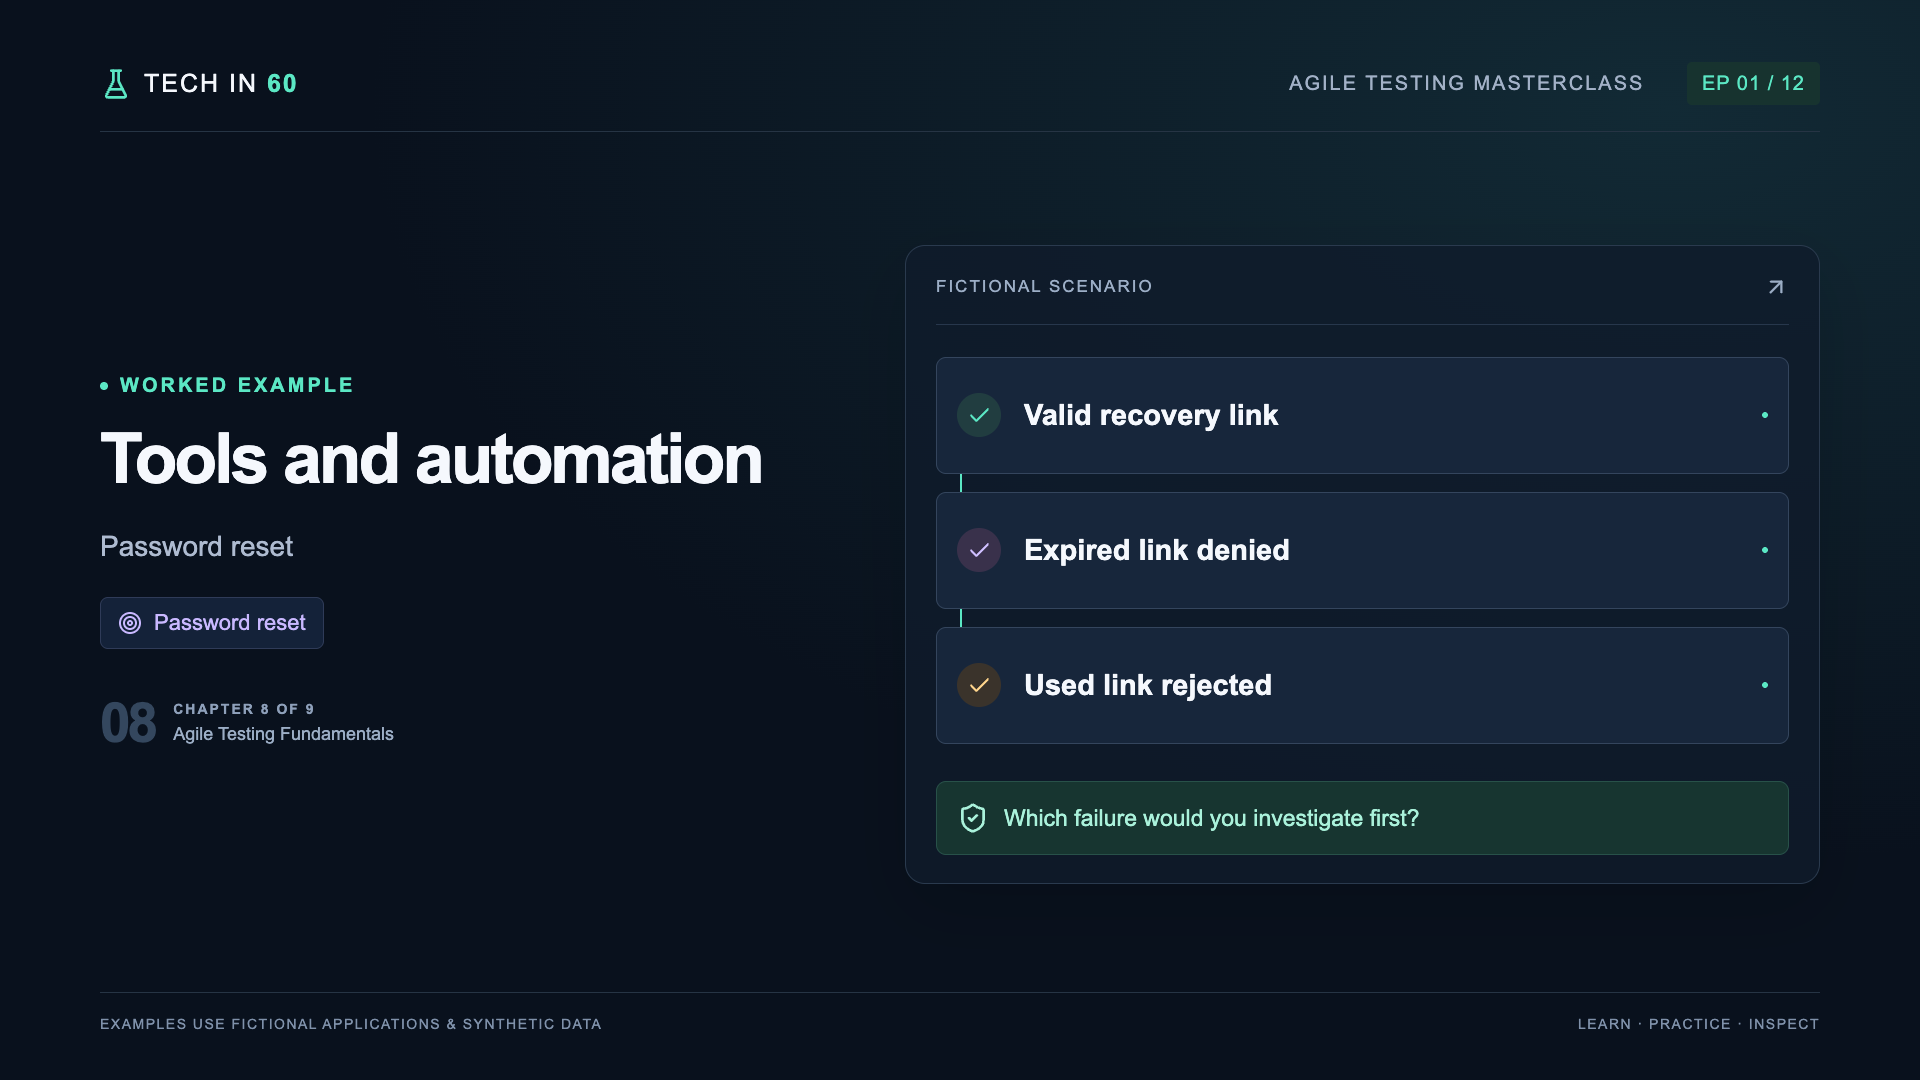 TECH IN 60
AGILE TESTING MASTERCLASS
EP 01 / 12
WORKED EXAMPLE
Tools and automation
Password reset
Password reset
08
CHAPTER 8 OF 9
Agile Testing Fundamentals
FICTIONAL SCENARIO
Valid recovery link
Expired link denied
Used link rejected
Which failure would you investigate first?
EXAMPLES USE FICTIONAL APPLICATIONS & SYNTHETIC DATA
LEARN · PRACTICE · INSPECT